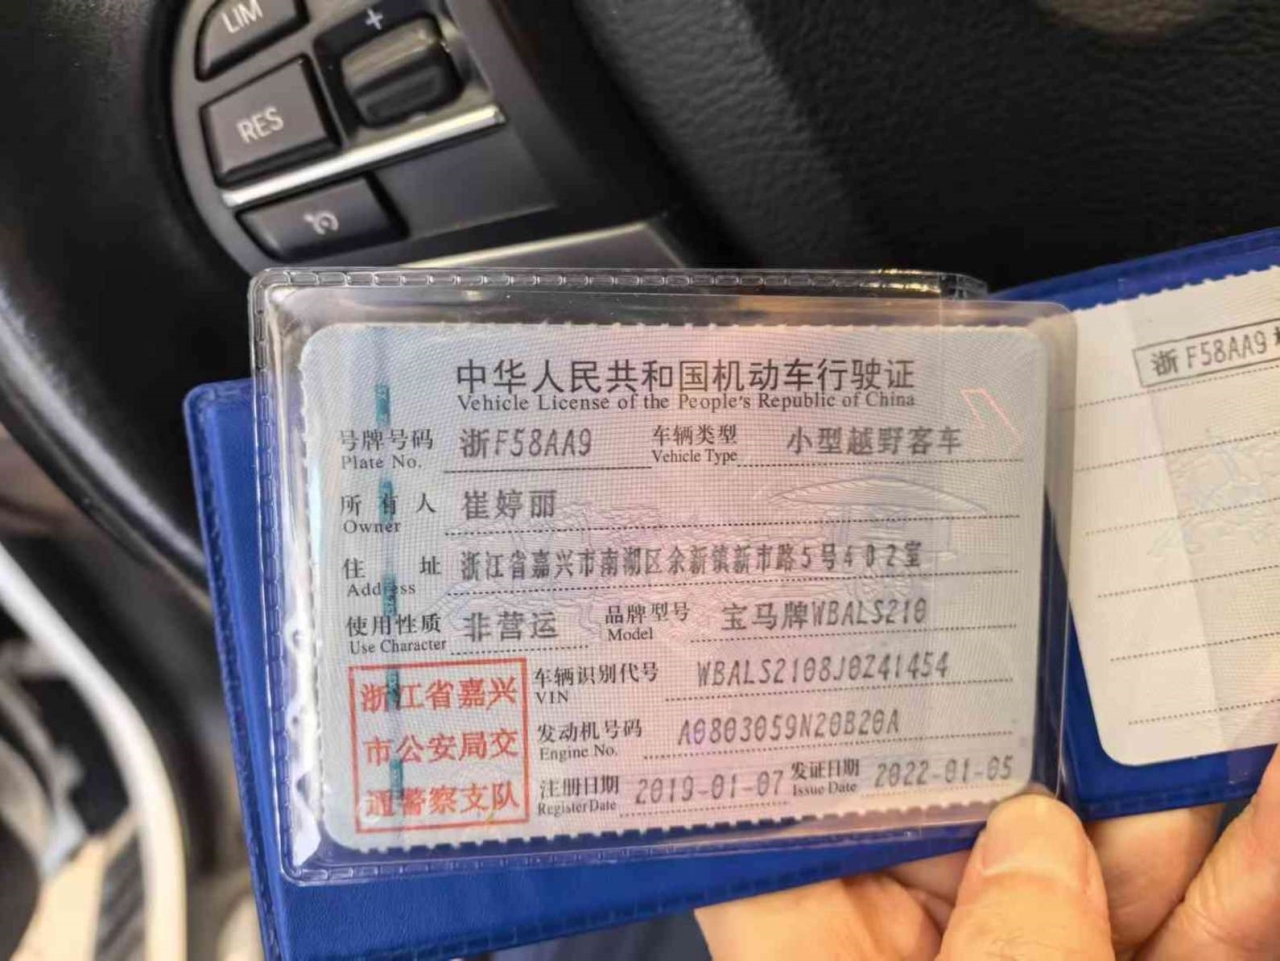 LIM
+
RES
中华人民共和国机动车行驶证
Vehicle License of the People's Republic of China
号牌号码 浙F58AA9 车辆类型 小型越野客车
Plate No. Vehicle Type
所有人 崔婷丽
Owner
住址 浙江省嘉兴市南湖区余新镇新市路5号402室
Address
使用性质 非营运 品牌型号 宝马牌WBALS210
Use Character Model
车辆识别代号 WBALS2108J0Z41454
VIN
发动机号码 A0803059N20B20A
Engine No.
注册日期 2019-01-07 发证日期 2022-01-05
Register Date Issue Date
浙江省嘉兴
市公安局交
通警察支队
浙F58AA9